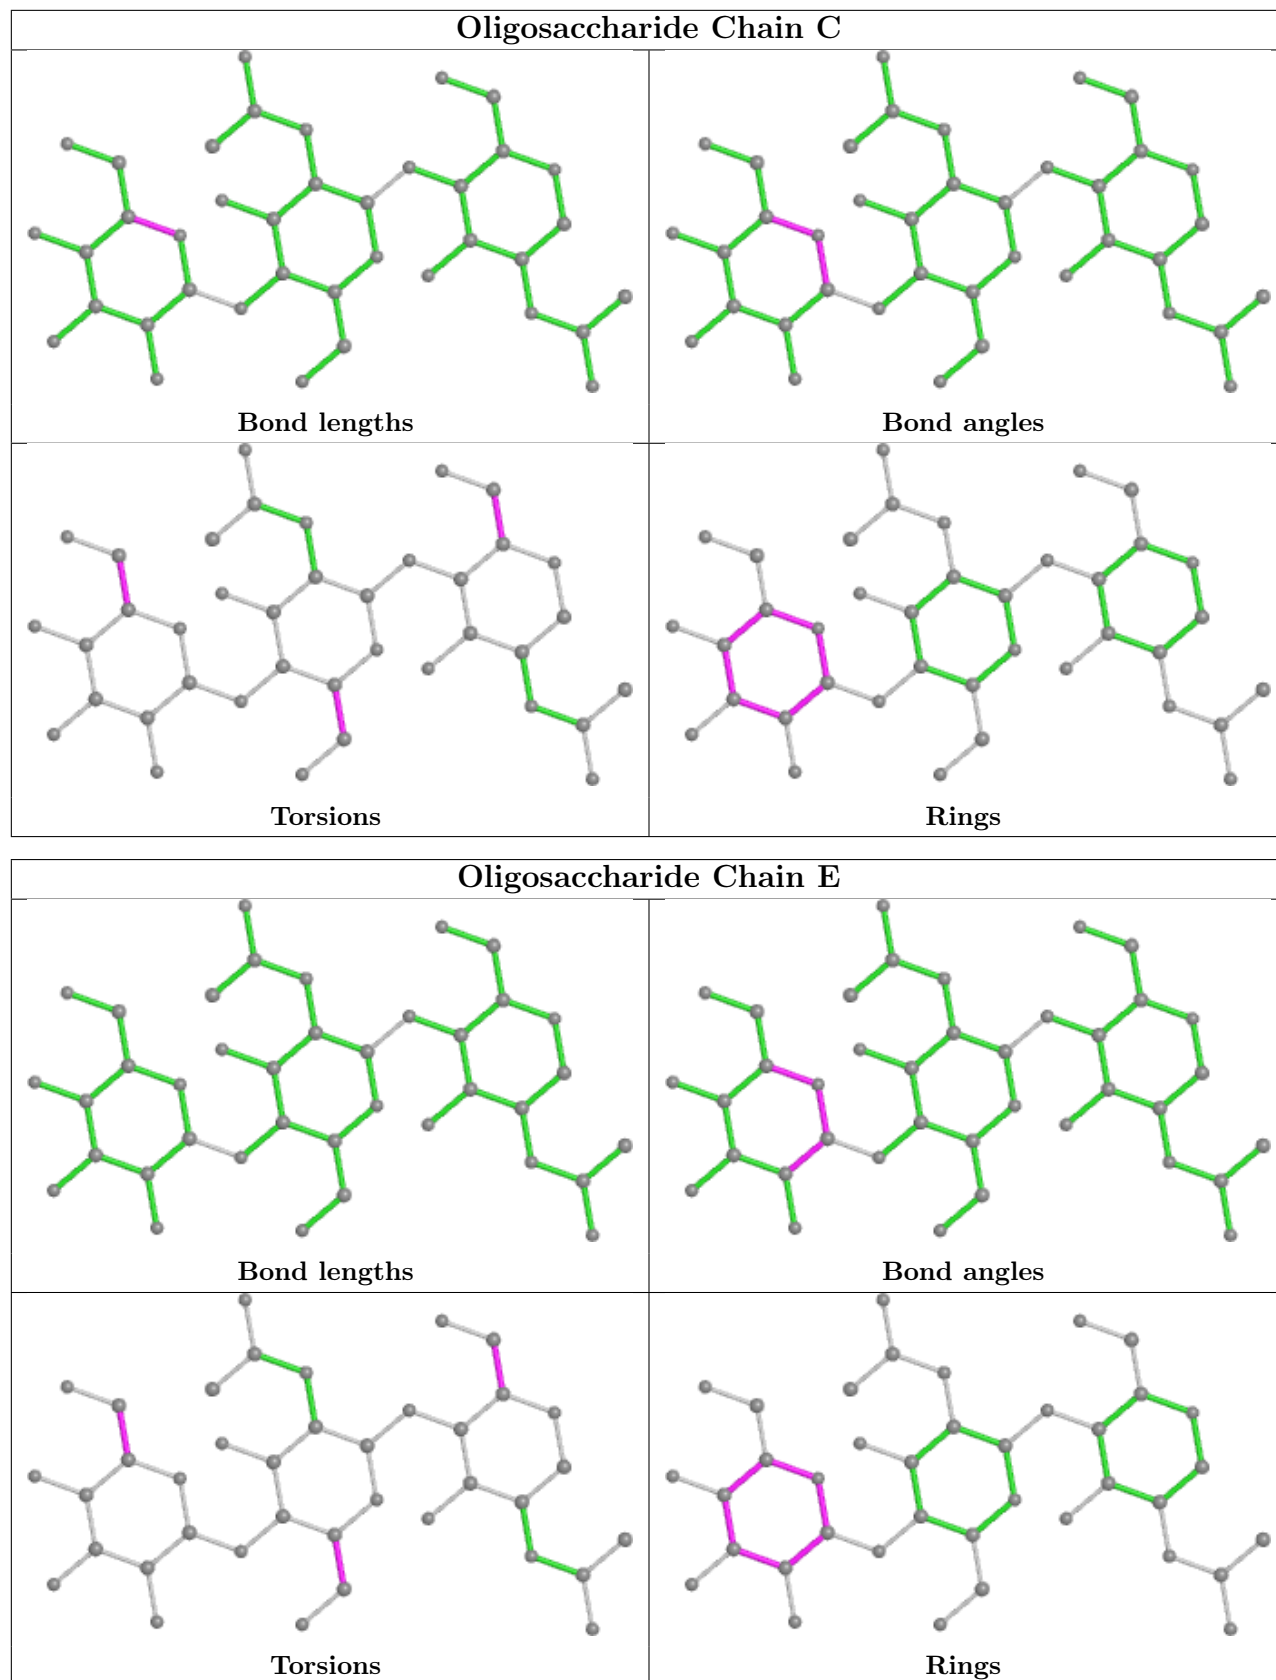 Oligosaccharide Chain C
Bond lengths
Bond angles
Torsions
Rings
Oligosaccharide Chain E
Bond lengths
Bond angles
Torsions
Rings